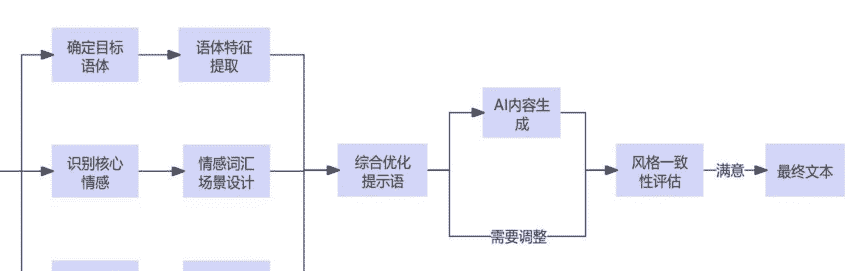 确定目标
语体
语体特征
提取
AI内容生
成
识别核心
情感
情感词汇
场景设计
综合优化
提示语
风格一致
性评估
满意
最终文本
需要调整